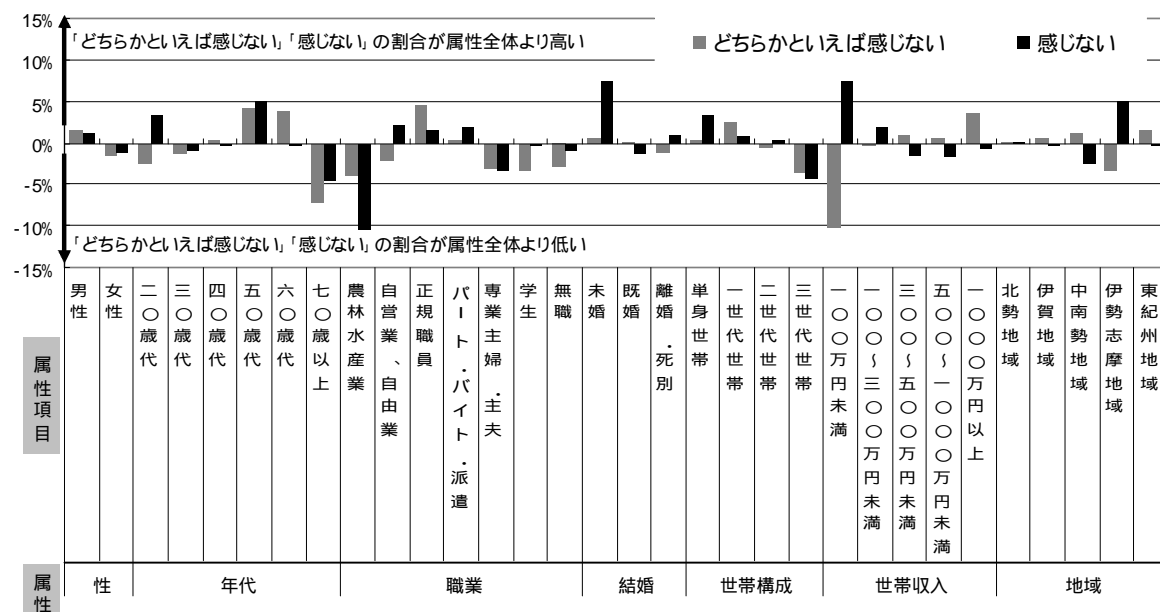 15%
「どちらかといえば感じない」「感じない」の割合が属性全体より高い
どちらかといえば感じない
感じない
10%
5%
0%
-5%
-10%
「どちらかといえば感じない」「感じない」の割合が属性全体より低い
-15%
属性項目
男性
女性
二〇歳代
三〇歳代
四〇歳代
五〇歳代
六〇歳代
七〇歳以上
農林水産業
自営業、自由業
正規職員
パート・バイト・派遣
専業主婦・主夫
学生
無職
未婚
既婚
離婚・死別
単身世帯
一世代世帯
二世代世帯
三世代世帯
一〇〇万円未満
一〇〇~三〇〇万円未満
三〇〇~五〇〇万円未満
五〇〇~一〇〇〇万円未満
一〇〇〇万円以上
北勢地域
伊賀地域
中南勢地域
伊勢志摩地域
東紀州地域
属性
性
年代
職業
結婚
世帯構成
世帯収入
地域